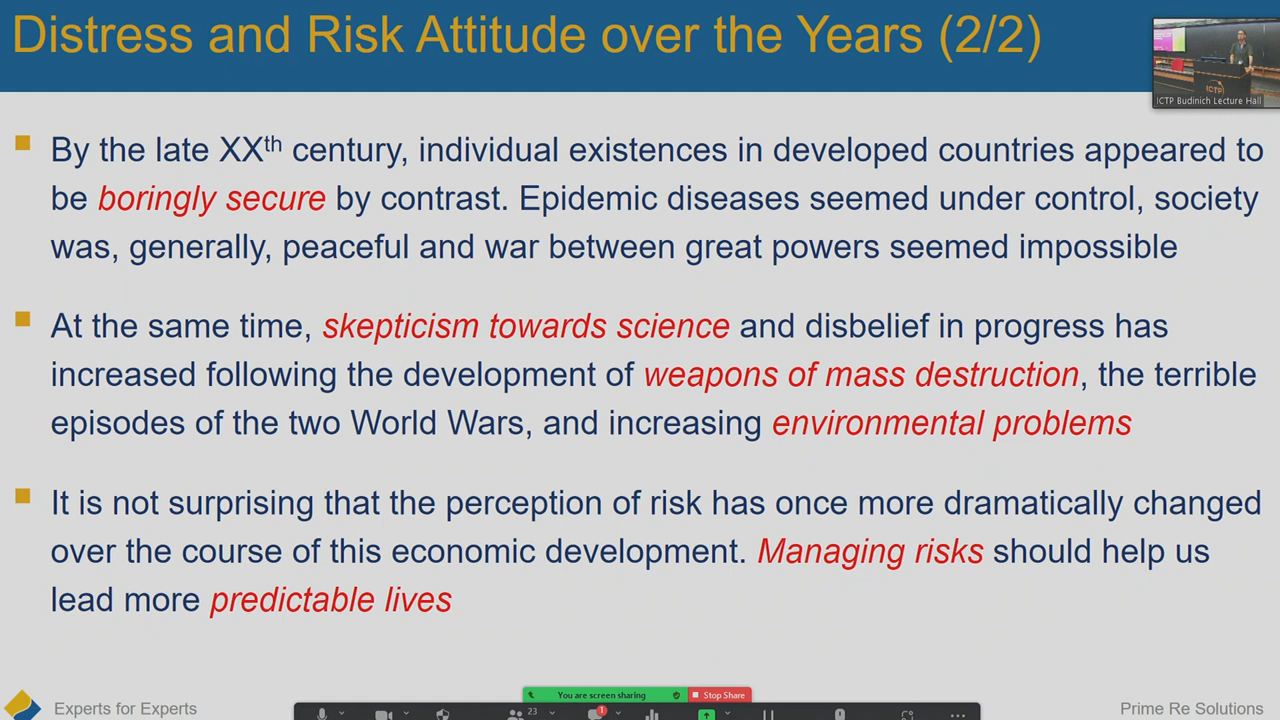 Distress and Risk Attitude over the Years (2/2)
ICTP
ICTP Budinich Lecture Hall
By the late XXth century, individual existences in developed countries appeared to
be boringly secure by contrast. Epidemic diseases seemed under control, society
was, generally, peaceful and war between great powers seemed impossible
At the same time, skepticism towards science and disbelief in progress has
increased following the development of weapons of mass destruction, the terrible
episodes of the two World Wars, and increasing environmental problems
It is not surprising that the perception of risk has once more dramatically changed
over the course of this economic development. Managing risks should help us
lead more predictable lives
You are screen sharing
Stop Share
Experts for Experts
23
1
Prime Re Solutions